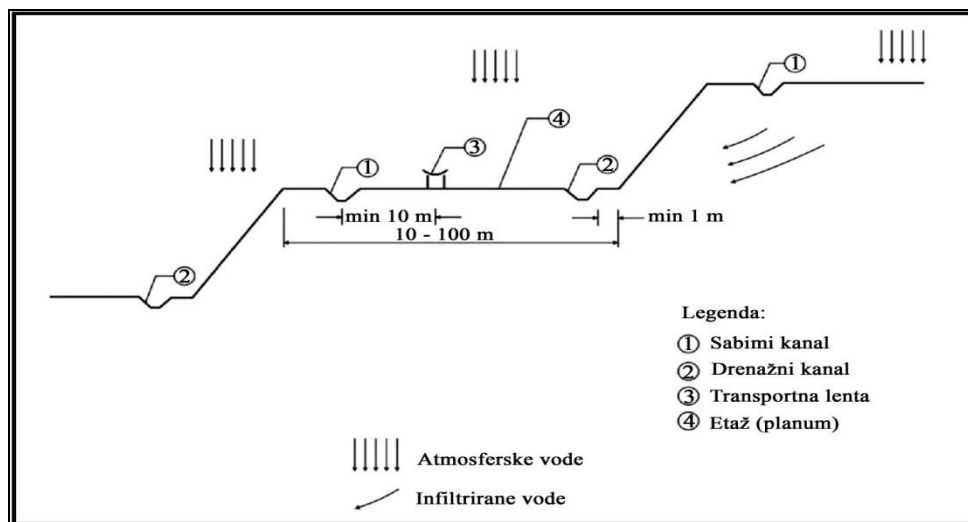 ①
④
③
①
②
min 10 m
min 1 m
10 - 100 m
②
Legenda:
① Sabimi kanal
② Drenažni kanal
③ Transportna lenta
④ Etaž (planum)
Atmosferske vode
Infiltrirane vode